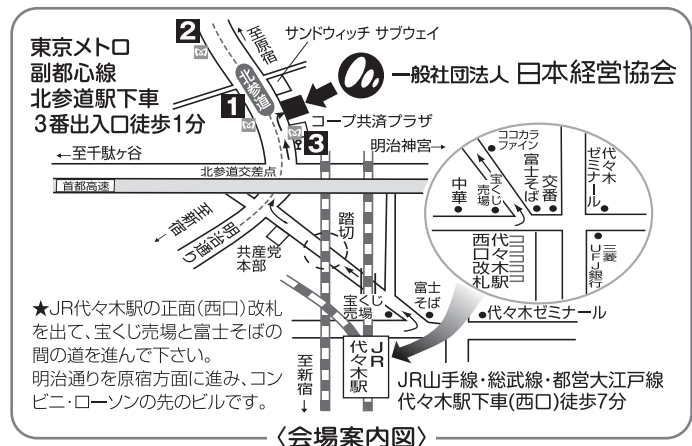 東京メトロ
副都心線
北参道駅下車
3番出入口徒歩1分
2
至原宿
サンドウィッチ サブウェイ
北参道
一般社団法人 日本経営協会
1
コープ共済プラザ
3
←至千駄ヶ谷
明治神宮→
北参道交差点
首都高速
至新宿
明治通り
共産党
本部
踏切
宝くじ
売場
富士
そば
代々木ゼミナール
JR
代々木駅
至新宿
↓
ココカラ
ファイン
中華
宝くじ
売場
富士そば
交番
代々木
ゼミナール
代々木駅
西口改札
三菱
UFJ銀行
★JR代々木駅の正面(西口)改札
を出て、宝くじ売場と富士そばの
間の道を進んで下さい。
明治通りを原宿方面に進み、コン
ビニ・ローソンの先のビルです。
JR山手線・総武線・都営大江戸線
代々木駅下車(西口)徒歩7分
〈会場案内図〉